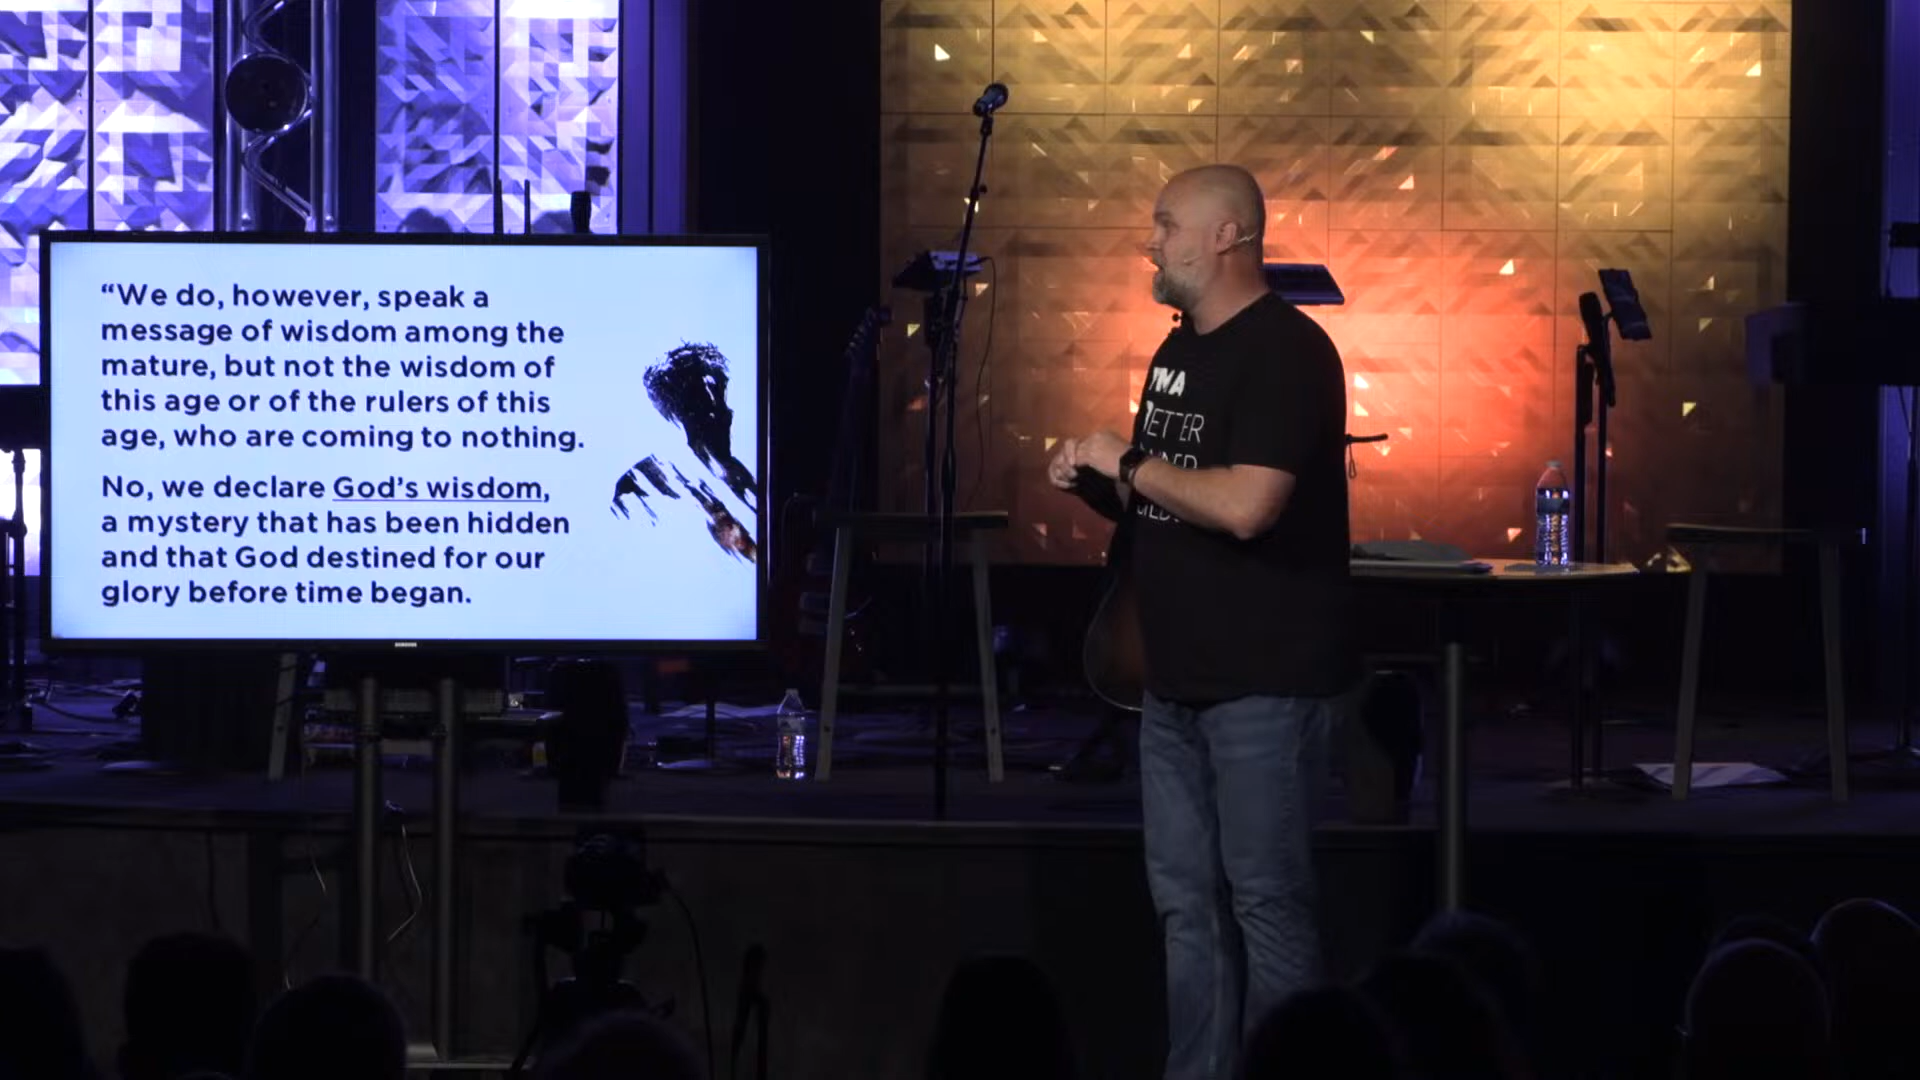 “We do, however, speak a
message of wisdom among the
mature, but not the wisdom of
this age or of the rulers of this
age, who are coming to nothing.
No, we declare God’s wisdom,
a mystery that has been hidden
and that God destined for our
glory before time began.
SAMSUNG